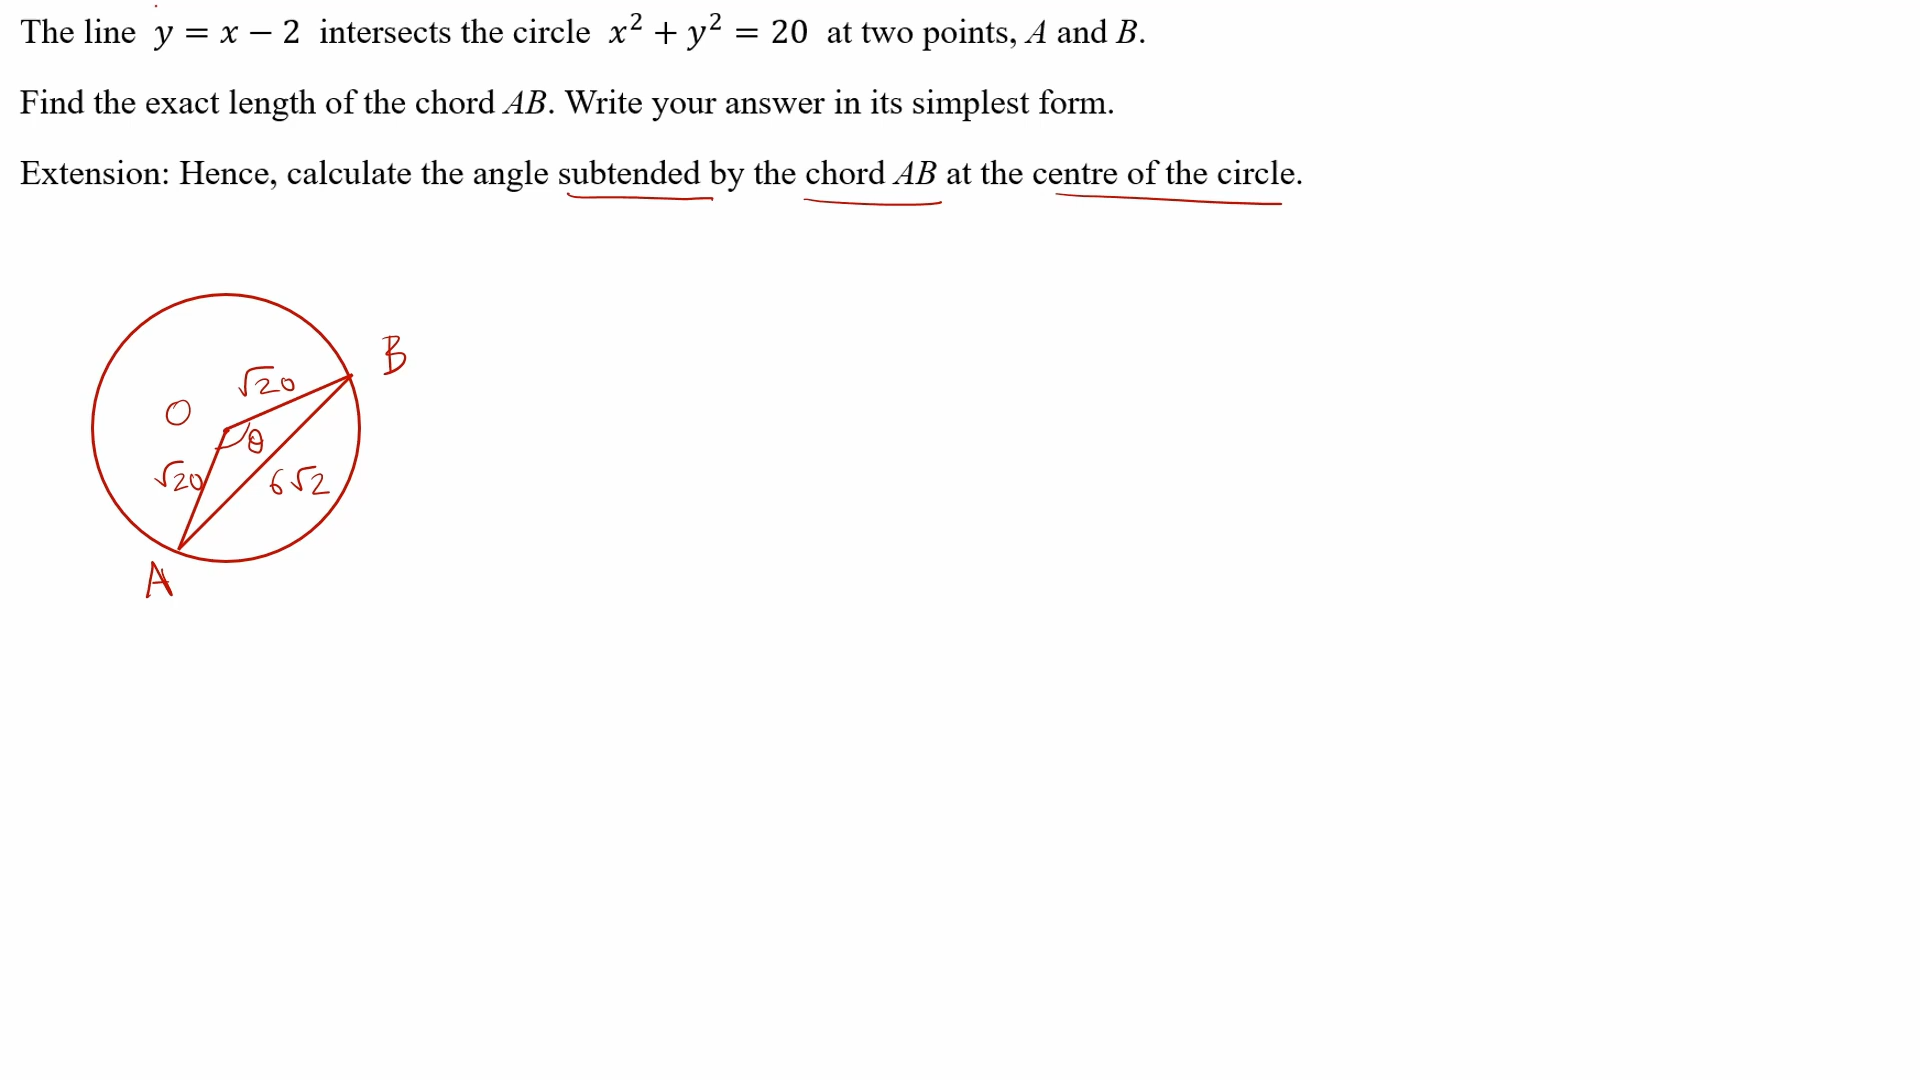 The line y = x − 2 intersects the circle x² + y² = 20 at two points, A and B.
Find the exact length of the chord AB. Write your answer in its simplest form.
Extension: Hence, calculate the angle subtended by the chord AB at the centre of the circle.
B
√20
O
θ
√20
6√2
A